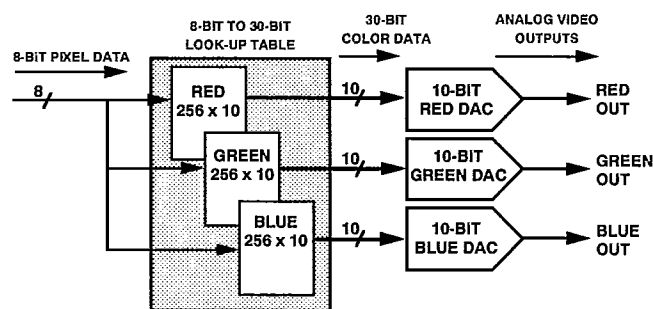 8-BIT TO 30-BIT
LOOK-UP TABLE
30-BIT
COLOR DATA
ANALOG VIDEO
OUTPUTS
8-BIT PIXEL DATA
8
RED
256 x 10
10
10-BIT
RED DAC
RED
OUT
GREEN
256 x 10
10
10-BIT
GREEN DAC
GREEN
OUT
BLUE
256 x 10
10
10-BIT
BLUE DAC
BLUE
OUT